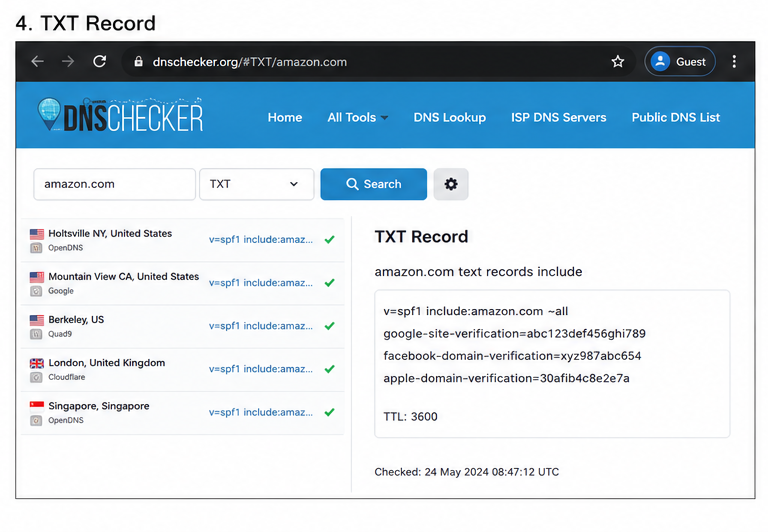 4. TXT Record
dnschecker.org/#TXT/amazon.com
Guest
DNSCHECKER
Home
All Tools
DNS Lookup
ISP DNS Servers
Public DNS List
amazon.com
TXT
Search
Holtsville NY, United States
OpenDNS
v=spf1 include:amaz...
Mountain View CA, United States
Google
v=spf1 include:amaz...
Berkeley, US
Quad9
v=spf1 include:amaz...
London, United Kingdom
Cloudflare
v=spf1 include:amaz...
Singapore, Singapore
OpenDNS
v=spf1 include:amaz...
TXT Record
amazon.com text records include
v=spf1 include:amazon.com ~all
google-site-verification=abc123def456ghi789
facebook-domain-verification=xyz987abc654
apple-domain-verification=30afib4c8e2e7a
TTL: 3600
Checked: 24 May 2024 08:47:12 UTC